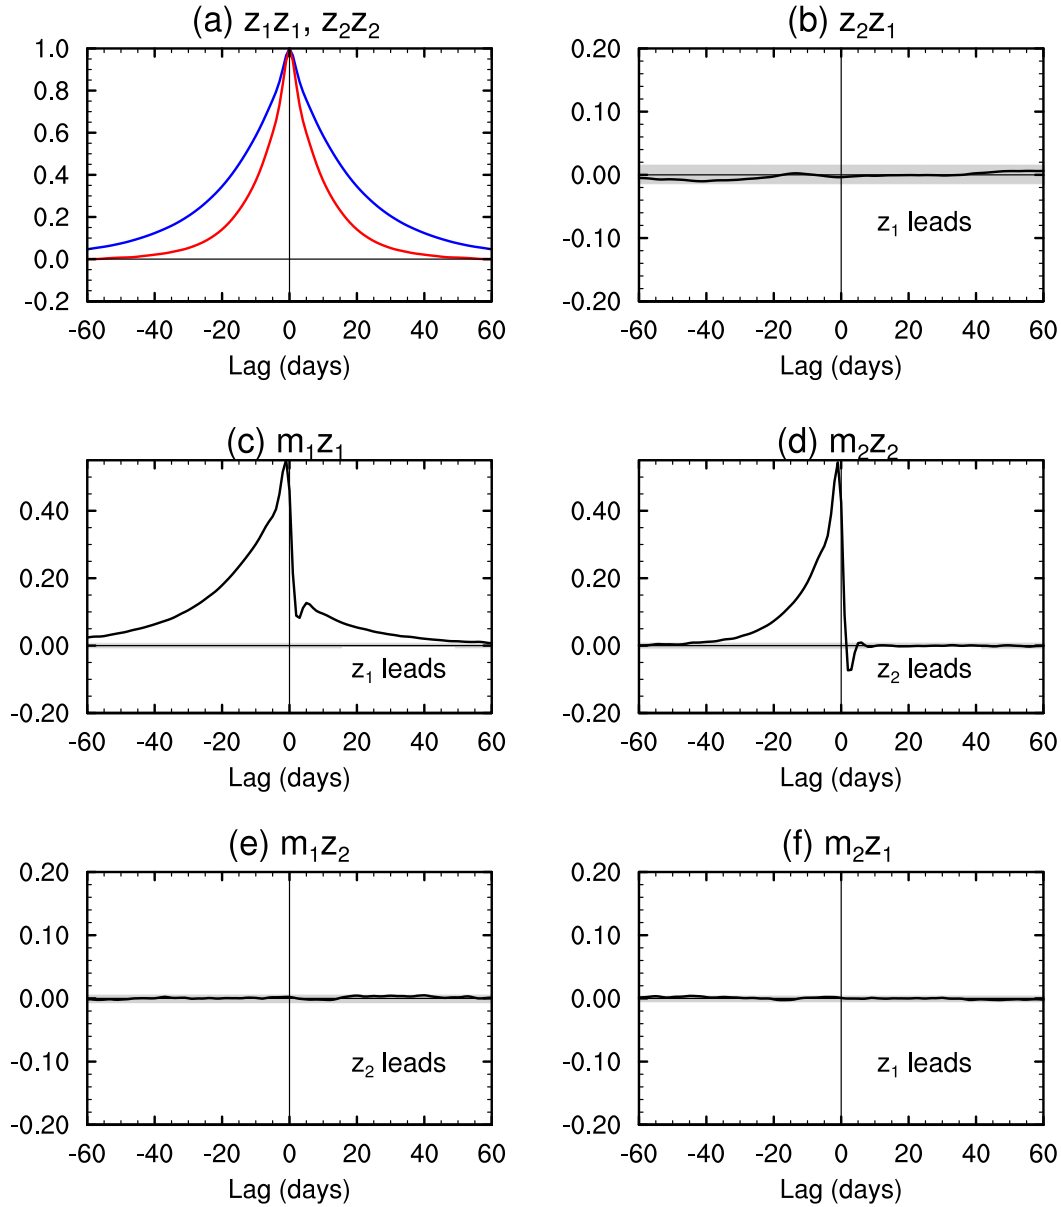 (a) z₁z₁, z₂z₂
(b) z₂z₁
1.0
0.8
0.6
0.4
0.2
0.0
-0.2
-60 -40 -20 0 20 40 60
Lag (days)
0.20
0.10
0.00
-0.10
-0.20
z₁ leads
-60 -40 -20 0 20 40 60
Lag (days)
(c) m₁z₁
(d) m₂z₂
0.40
0.20
0.00
-0.20
z₁ leads
-60 -40 -20 0 20 40 60
Lag (days)
0.40
0.20
0.00
-0.20
z₂ leads
-60 -40 -20 0 20 40 60
Lag (days)
(e) m₁z₂
(f) m₂z₁
0.20
0.10
0.00
-0.10
-0.20
z₂ leads
-60 -40 -20 0 20 40 60
Lag (days)
0.20
0.10
0.00
-0.10
-0.20
z₁ leads
-60 -40 -20 0 20 40 60
Lag (days)